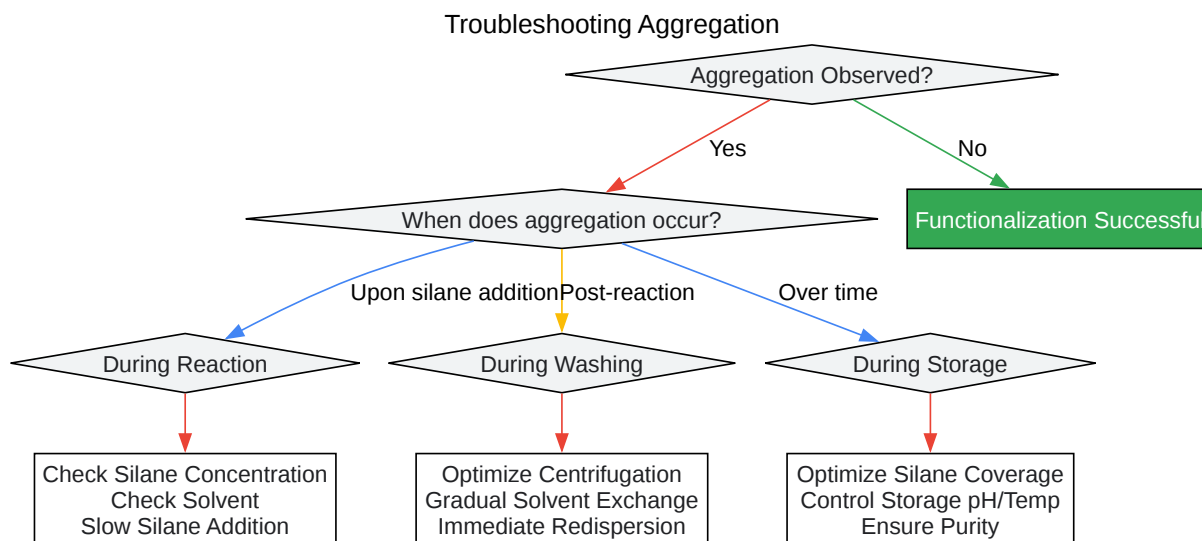 Troubleshooting Aggregation
Aggregation Observed?
Yes
No
When does aggregation occur?
Functionalization Successful
Upon silane addition
Post-reaction
Over time
During Reaction
During Washing
During Storage
Check Silane Concentration
Check Solvent
Slow Silane Addition
Optimize Centrifugation
Gradual Solvent Exchange
Immediate Redispersion
Optimize Silane Coverage
Control Storage pH/Temp
Ensure Purity